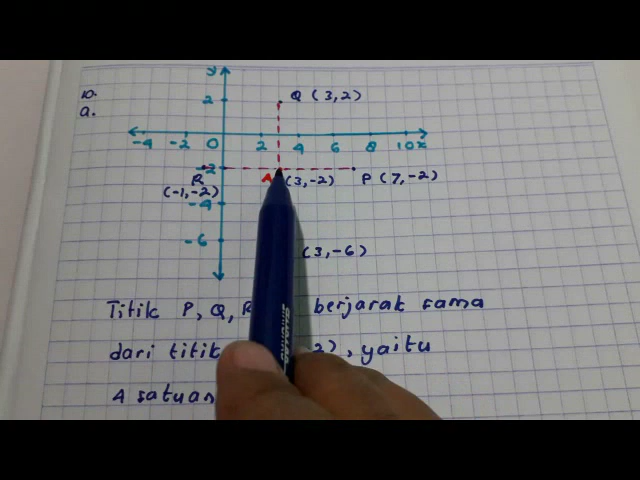 10.
a.
y
2
Q (3,2)
-4 -2 0 2 4 6 8 10 x
-2
R
(-1,-2)
A (3,-2)
P (7,-2)
-4
-6
(3,-6)
Titik P, Q, R berjarak sama
dari titik 2), yaitu
4 satuan